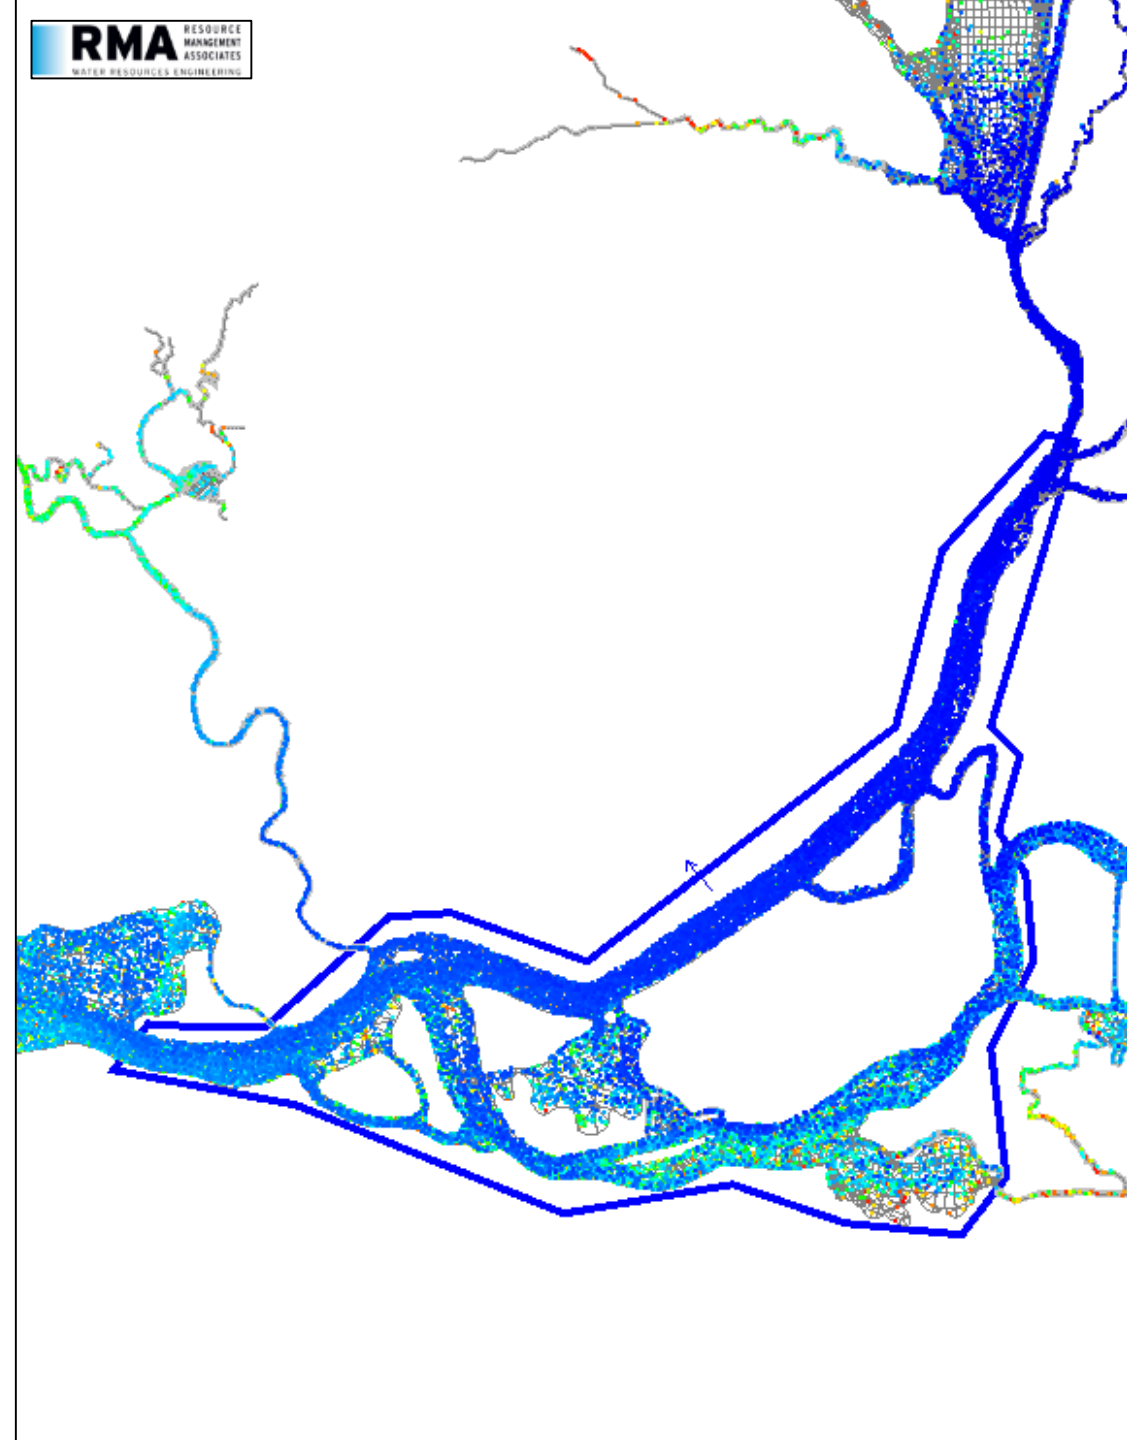 RMA
RESOURCE
MANAGEMENT
ASSOCIATES
WATER RESOURCES ENGINEERING